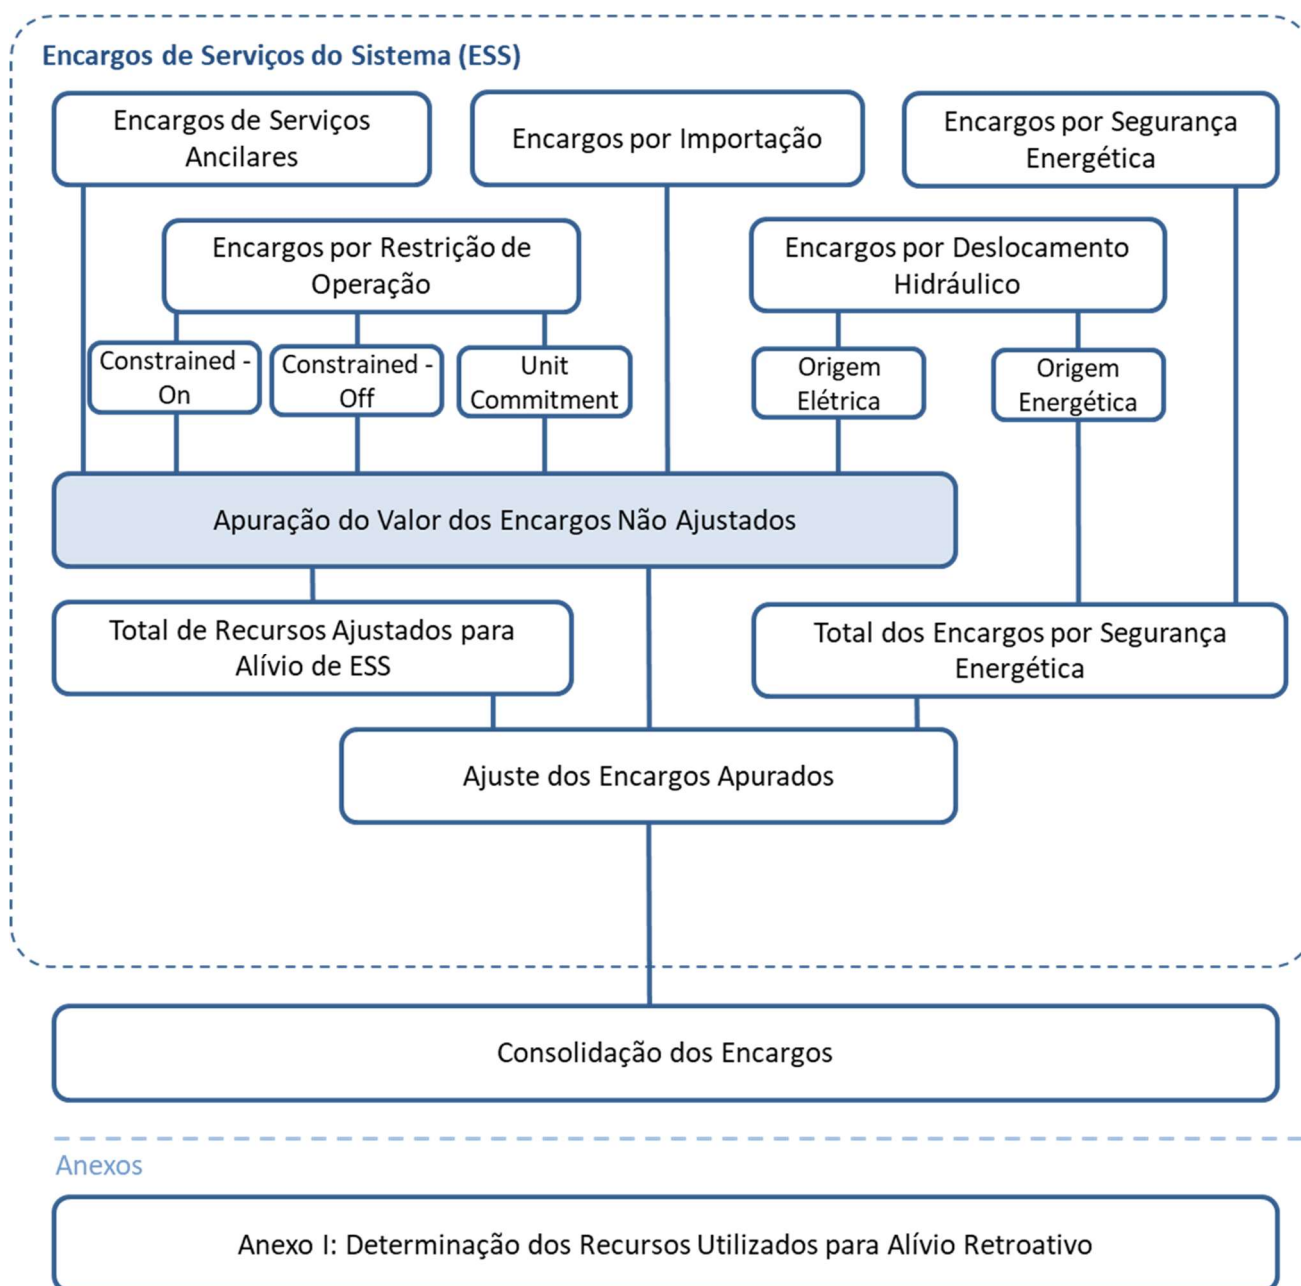 Encargos de Serviços do Sistema (ESS)
Encargos de Serviços
Ancilares
Encargos por Importação
Encargos por Segurança
Energética
Encargos por Restrição de
Operação
Encargos por Deslocamento
Hidráulico
Constrained -
On
Constrained -
Off
Unit
Commitment
Origem
Elétrica
Origem
Energética
Apuração do Valor dos Encargos Não Ajustados
Total de Recursos Ajustados para
Alívio de ESS
Total dos Encargos por Segurança
Energética
Ajuste dos Encargos Apurados
Consolidação dos Encargos
Anexos
Anexo I: Determinação dos Recursos Utilizados para Alívio Retroativo